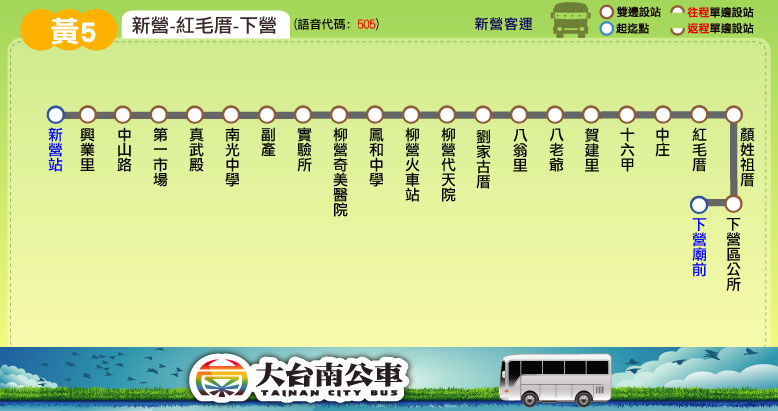 黃5
新營-紅毛厝-下營
(語音代碼: 505)
新營客運
雙邊設站
起迄點
往程單邊設站
返程單邊設站
新營站
興業里
中山路
第一市場
真武殿
南光中學
副產
實驗所
柳營奇美醫院
鳳和中學
柳營火車站
柳營代天院
劉家古厝
八翁里
八老爺
賀建里
十六甲
中庄
紅毛厝
顏姓祖厝
下營區公所
下營廟前
大台南公車
TAINAN CITY BUS